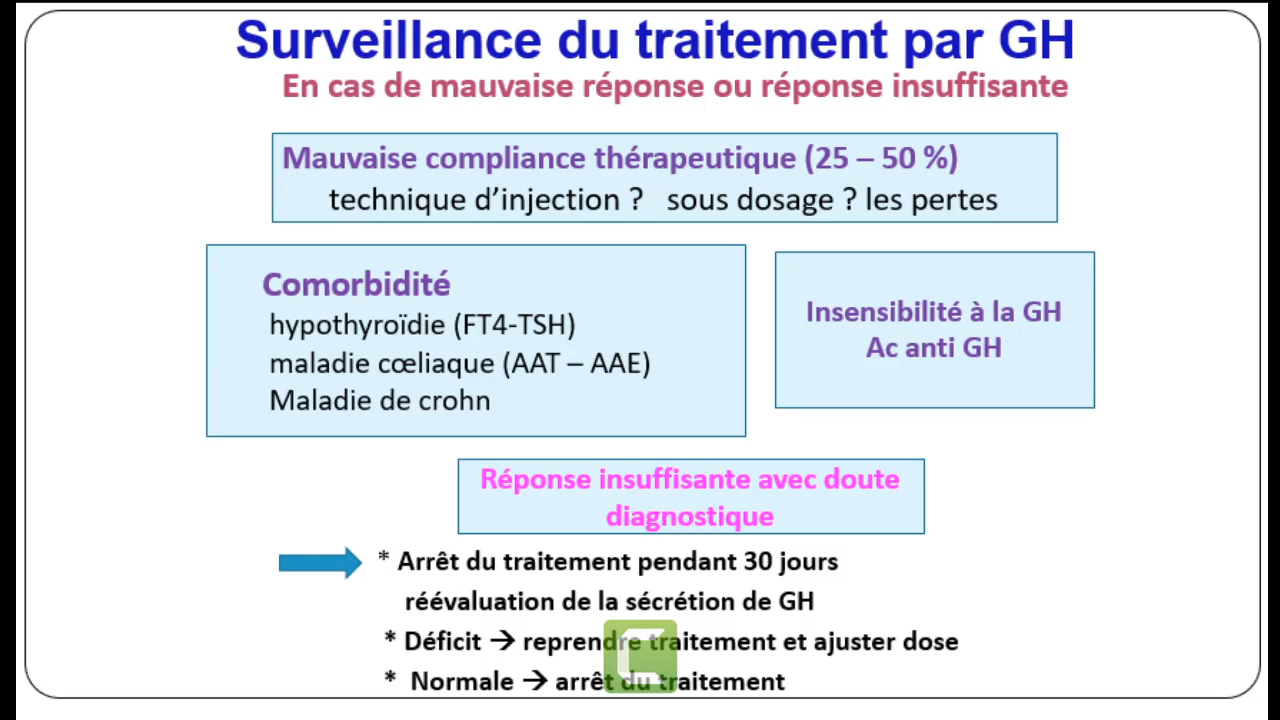 Surveillance du traitement par GH
En cas de mauvaise réponse ou réponse insuffisante
Mauvaise compliance thérapeutique (25 – 50 %)
technique d’injection ? sous dosage ? les pertes
Comorbidité
hypothyroïdie (FT4-TSH)
maladie cœliaque (AAT – AAE)
Maladie de crohn
Insensibilité à la GH
Ac anti GH
Réponse insuffisante avec doute
diagnostique
* Arrêt du traitement pendant 30 jours
réévaluation de la sécrétion de GH
* Déficit → reprendre traitement et ajuster dose
* Normale → arrêt du traitement